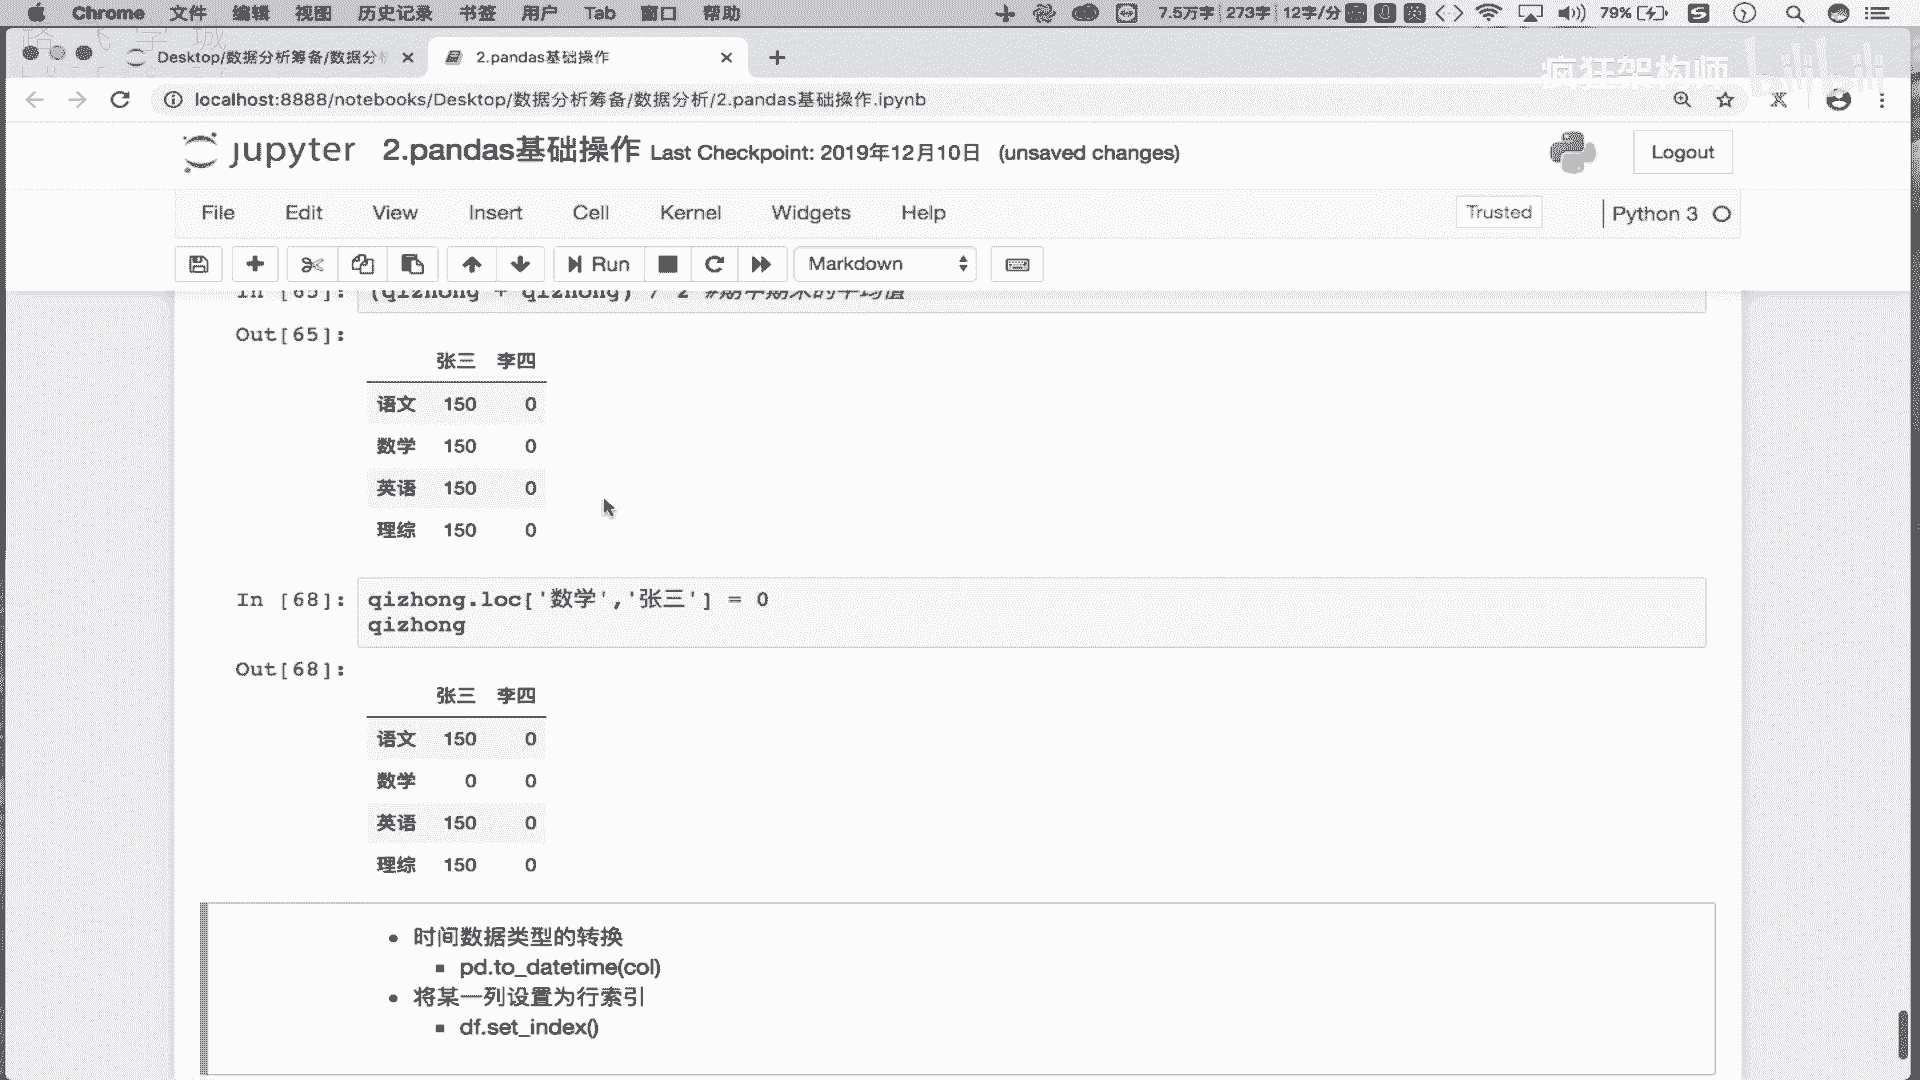 Chrome 文件 编辑 视图 历史记录 书签 用户 Tab 窗口 帮助 7.5万字 273字 12字/分 英 79%
Desktop/数据分析筹备/数据分析
2.pandas基础操作
疯狂架构师 bilibili
localhost:8888/notebooks/Desktop/数据分析筹备/数据分析/2.pandas基础操作.ipynb
jupyter 2.pandas基础操作 Last Checkpoint: 2019年12月10日 (unsaved changes) Logout
File Edit View Insert Cell Kernel Widgets Help Trusted Python 3
Run Markdown
In [65]: (qizhong + qizhong) / 2 #期中期末的平均值
Out[65]:
张三 李四
语文 150 0
数学 150 0
英语 150 0
理综 150 0
In [68]: qizhong.loc['数学','张三'] = 0
qizhong
Out[68]:
张三 李四
语文 150 0
数学 0 0
英语 150 0
理综 150 0
时间数据类型的转换
pd.to_datetime(col)
将某一列设置为行索引
df.set_index()